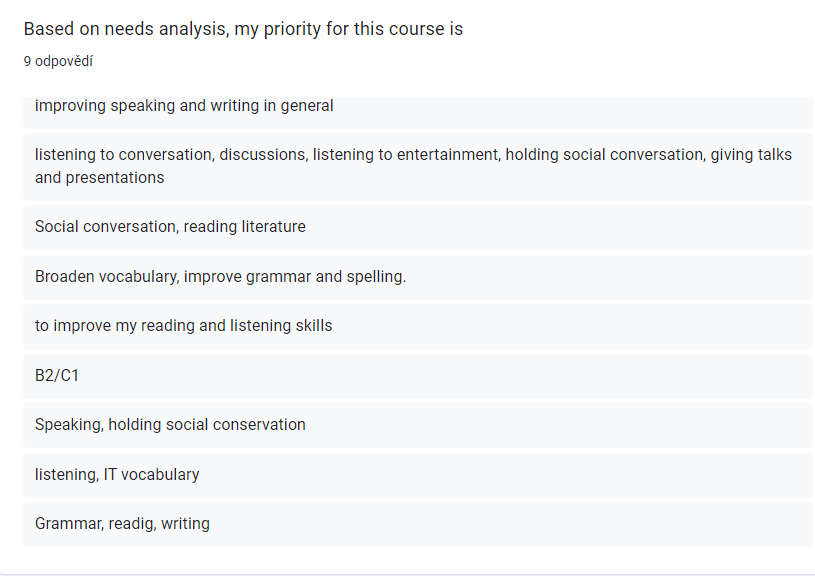 Based on needs analysis, my priority for this course is
9 odpovědí
improving speaking and writing in general
listening to conversation, discussions, listening to entertainment, holding social conversation, giving talks
and presentations
Social conversation, reading literature
Broaden vocabulary, improve grammar and spelling.
to improve my reading and listening skills
B2/C1
Speaking, holding social conservation
listening, IT vocabulary
Grammar, readig, writing